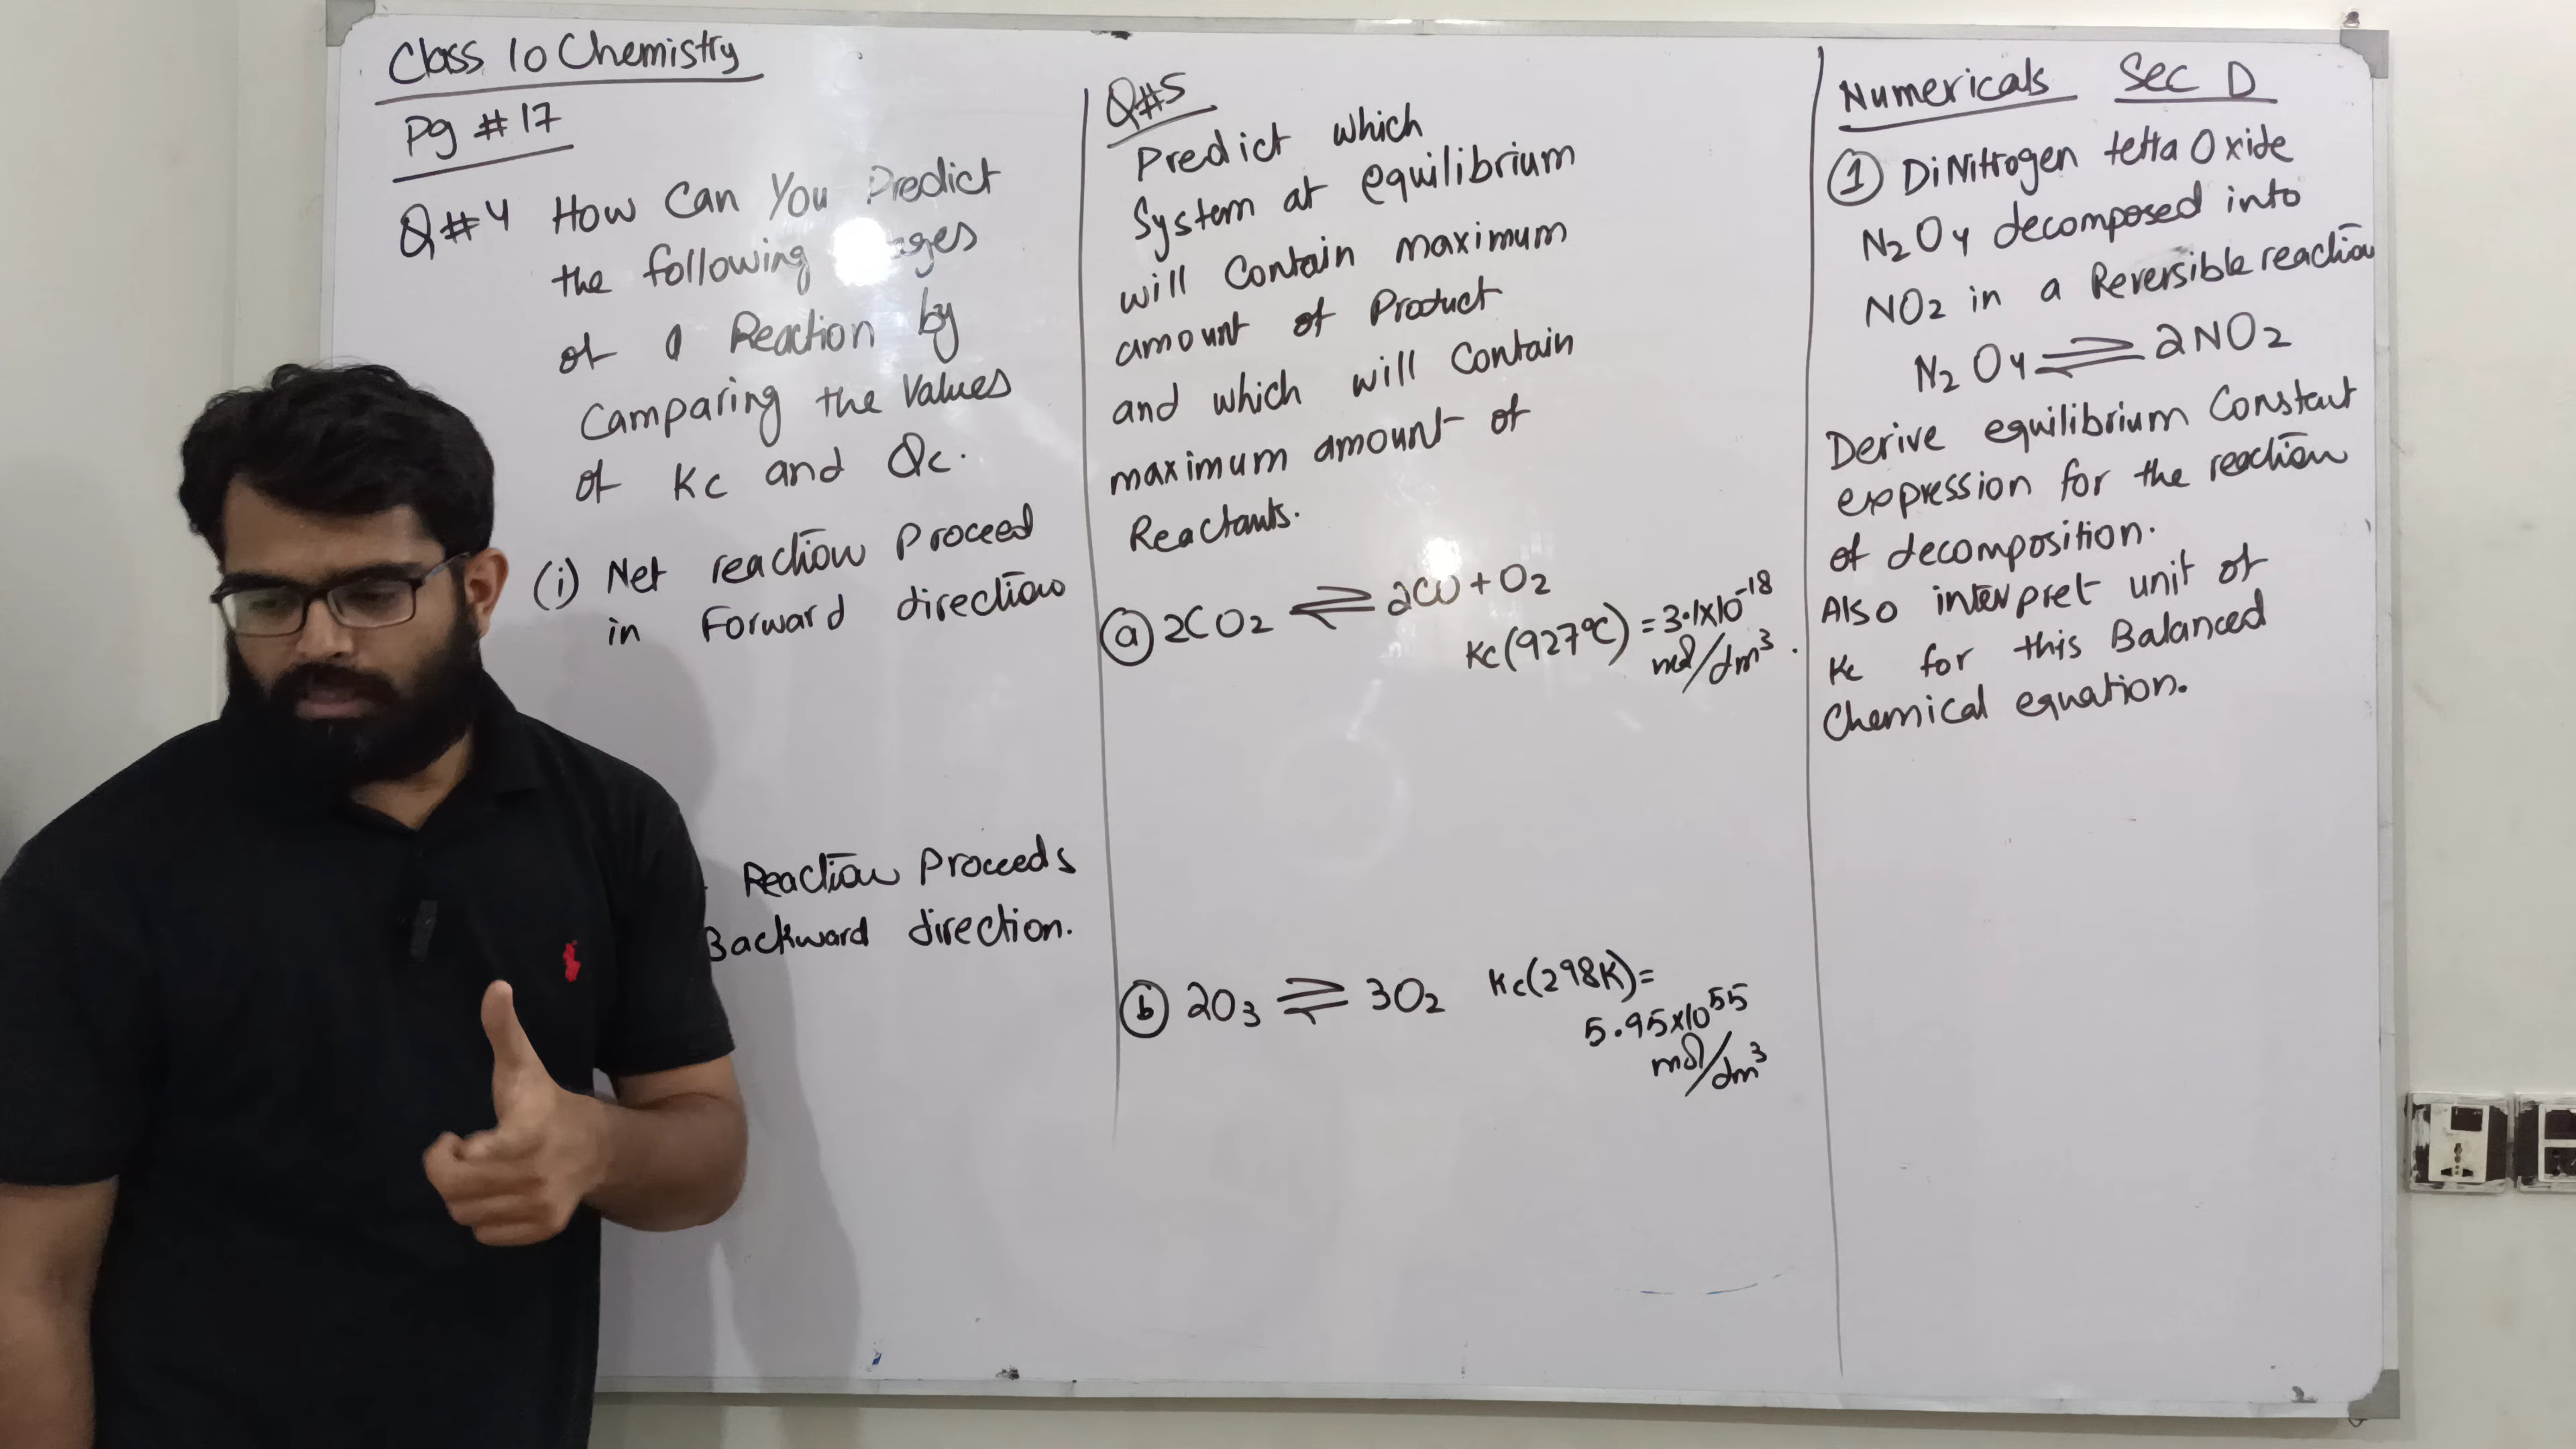 Class 10 Chemistry
Pg # 17
Q#4 How Can You Predict
the following
of a Reaction by
Camparing the Values
of Kc and Qc.
(i) Net reaction Proceed
in Forward direction
Reaction Proceeds
Backward direction.
Q#5
Predict which
System at equilibrium
will Contain maximum
amount of Product
and which will Contain
maximum amount of
Reactants.
(a) 2CO2 ⇌ 2CO + O2
Kc(927°C) = 3.1x10^-18
mol/dm³.
(b) 2O3 ⇌ 3O2 Kc(298K)=
5.95x10^55
mol/dm³
Numericals Sec D
(1) DiNitrogen tetra Oxide
N2O4 decomposed into
NO2 in a Reversible reaction
N2O4 ⇌ 2NO2
Derive equilibrium Constant
expression for the reaction
of decomposition.
Also interpret unit of
Kc for this Balanced
Chemical equation.